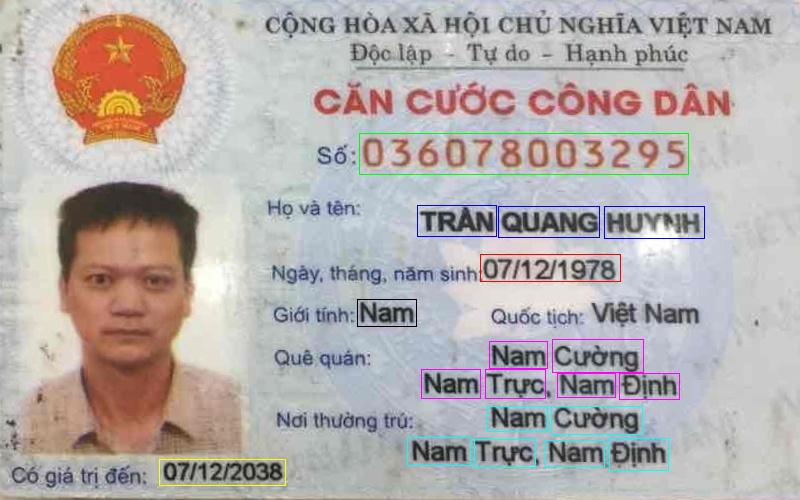 CỘNG HÒA XÃ HỘI CHỦ NGHĨA VIỆT NAM
Độc lập - Tự do - Hạnh phúc
CĂN CƯỚC CÔNG DÂN
Số: 036078003295
Họ và tên:
TRẦN QUANG HUYNH
Ngày, tháng, năm sinh: 07/12/1978
Giới tính: Nam Quốc tịch: Việt Nam
Quê quán: Nam Cường
Nam Trực, Nam Định
Nơi thường trú: Nam Cường
Nam Trực, Nam Định
Có giá trị đến: 07/12/2038